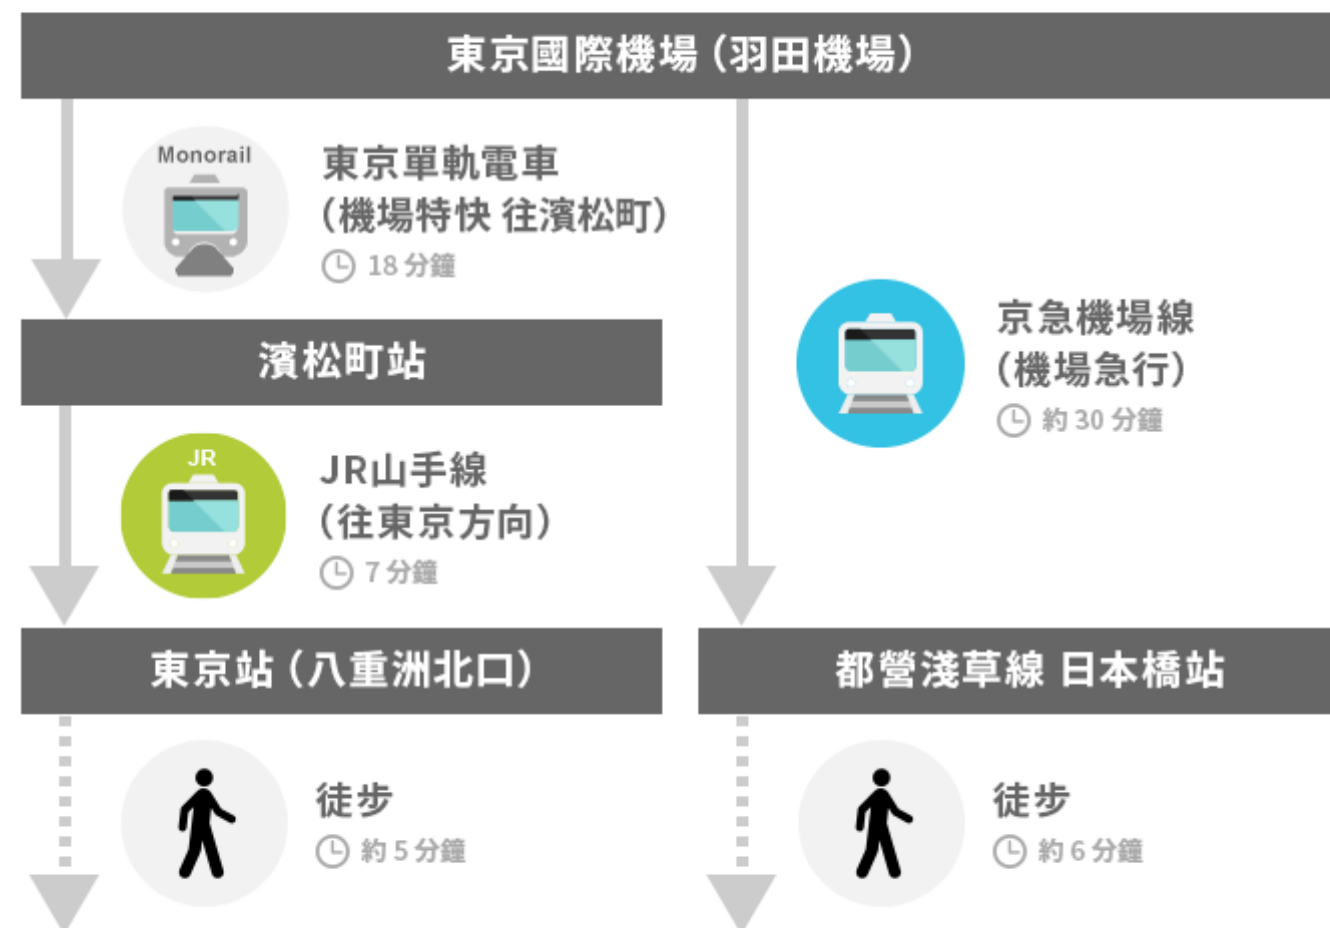 東京國際機場（羽田機場）
Monorail
東京單軌電車
（機場特快 往濱松町）
18 分鐘
濱松町站
JR
JR山手線
（往東京方向）
7 分鐘
東京站（八重洲北口）
徒步
約 5 分鐘
京急機場線
（機場急行）
約 30 分鐘
都營淺草線 日本橋站
徒步
約 6 分鐘